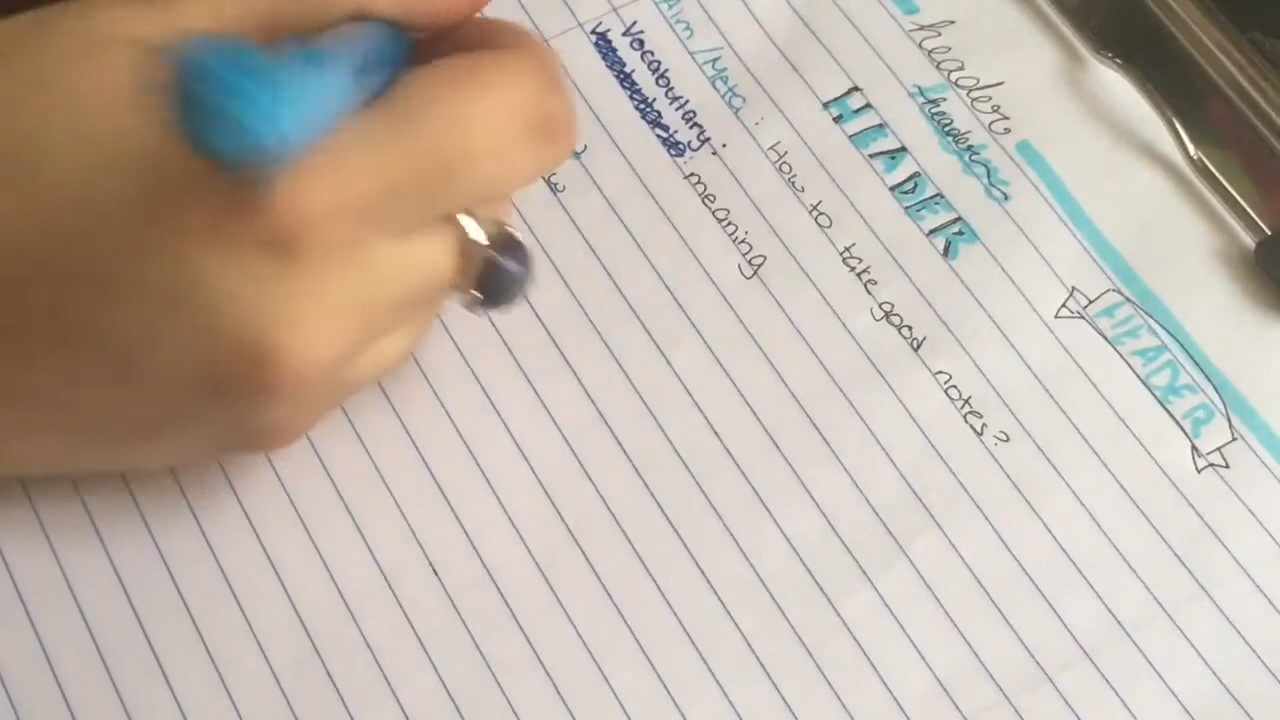 header
header
HEADER
HEADER
Aim/Meta: How to take good notes?
Vocabulary:
: meaning